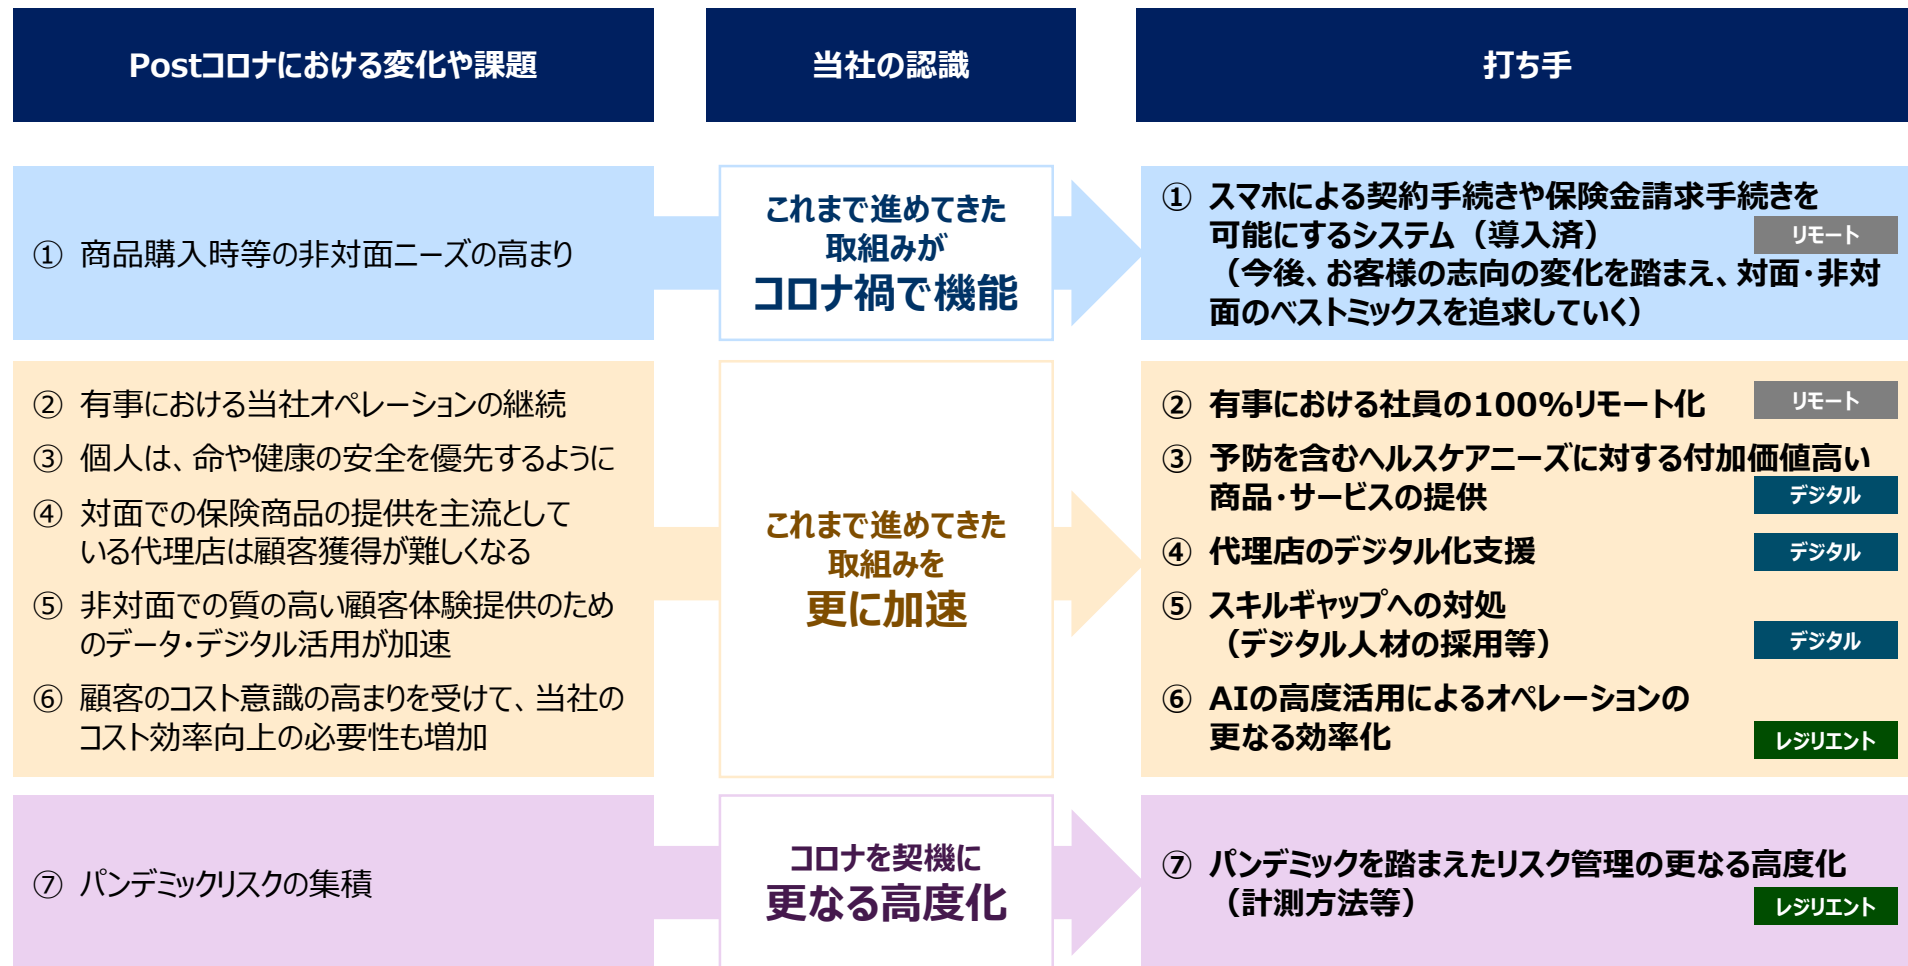 Postコロナにおける変化や課題
当社の認識
打ち手
① 商品購入時等の非対面ニーズの高まり
これまで進めてきた
取組みが
コロナ禍で機能
① スマホによる契約手続きや保険金請求手続きを
可能にするシステム（導入済）
リモート
（今後、お客様の志向の変化を踏まえ、対面・非対
面のベストミックスを追求していく）
② 有事における当社オペレーションの継続
③ 個人は、命や健康の安全を優先するように
④ 対面での保険商品の提供を主流として
いる代理店は顧客獲得が難しくなる
⑤ 非対面での質の高い顧客体験提供のため
のデータ・デジタル活用が加速
⑥ 顧客のコスト意識の高まりを受けて、当社の
コスト効率向上の必要性も増加
これまで進めてきた
取組みを
更に加速
② 有事における社員の100%リモート化
リモート
③ 予防を含むヘルスケアニーズに対する付加価値高い
商品・サービスの提供
デジタル
④ 代理店のデジタル化支援
デジタル
⑤ スキルギャップへの対処
（デジタル人材の採用等）
デジタル
⑥ AIの高度活用によるオペレーションの
更なる効率化
レジリエント
⑦ パンデミックリスクの集積
コロナを契機に
更なる高度化
⑦ パンデミックを踏まえたリスク管理の更なる高度化
（計測方法等）
レジリエント